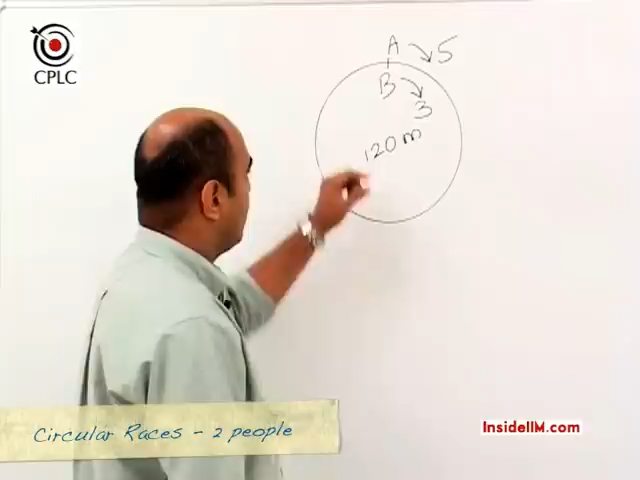 CPLC
A 5
B
3
120 m
Circular Races - 2 people
InsideIIM.com